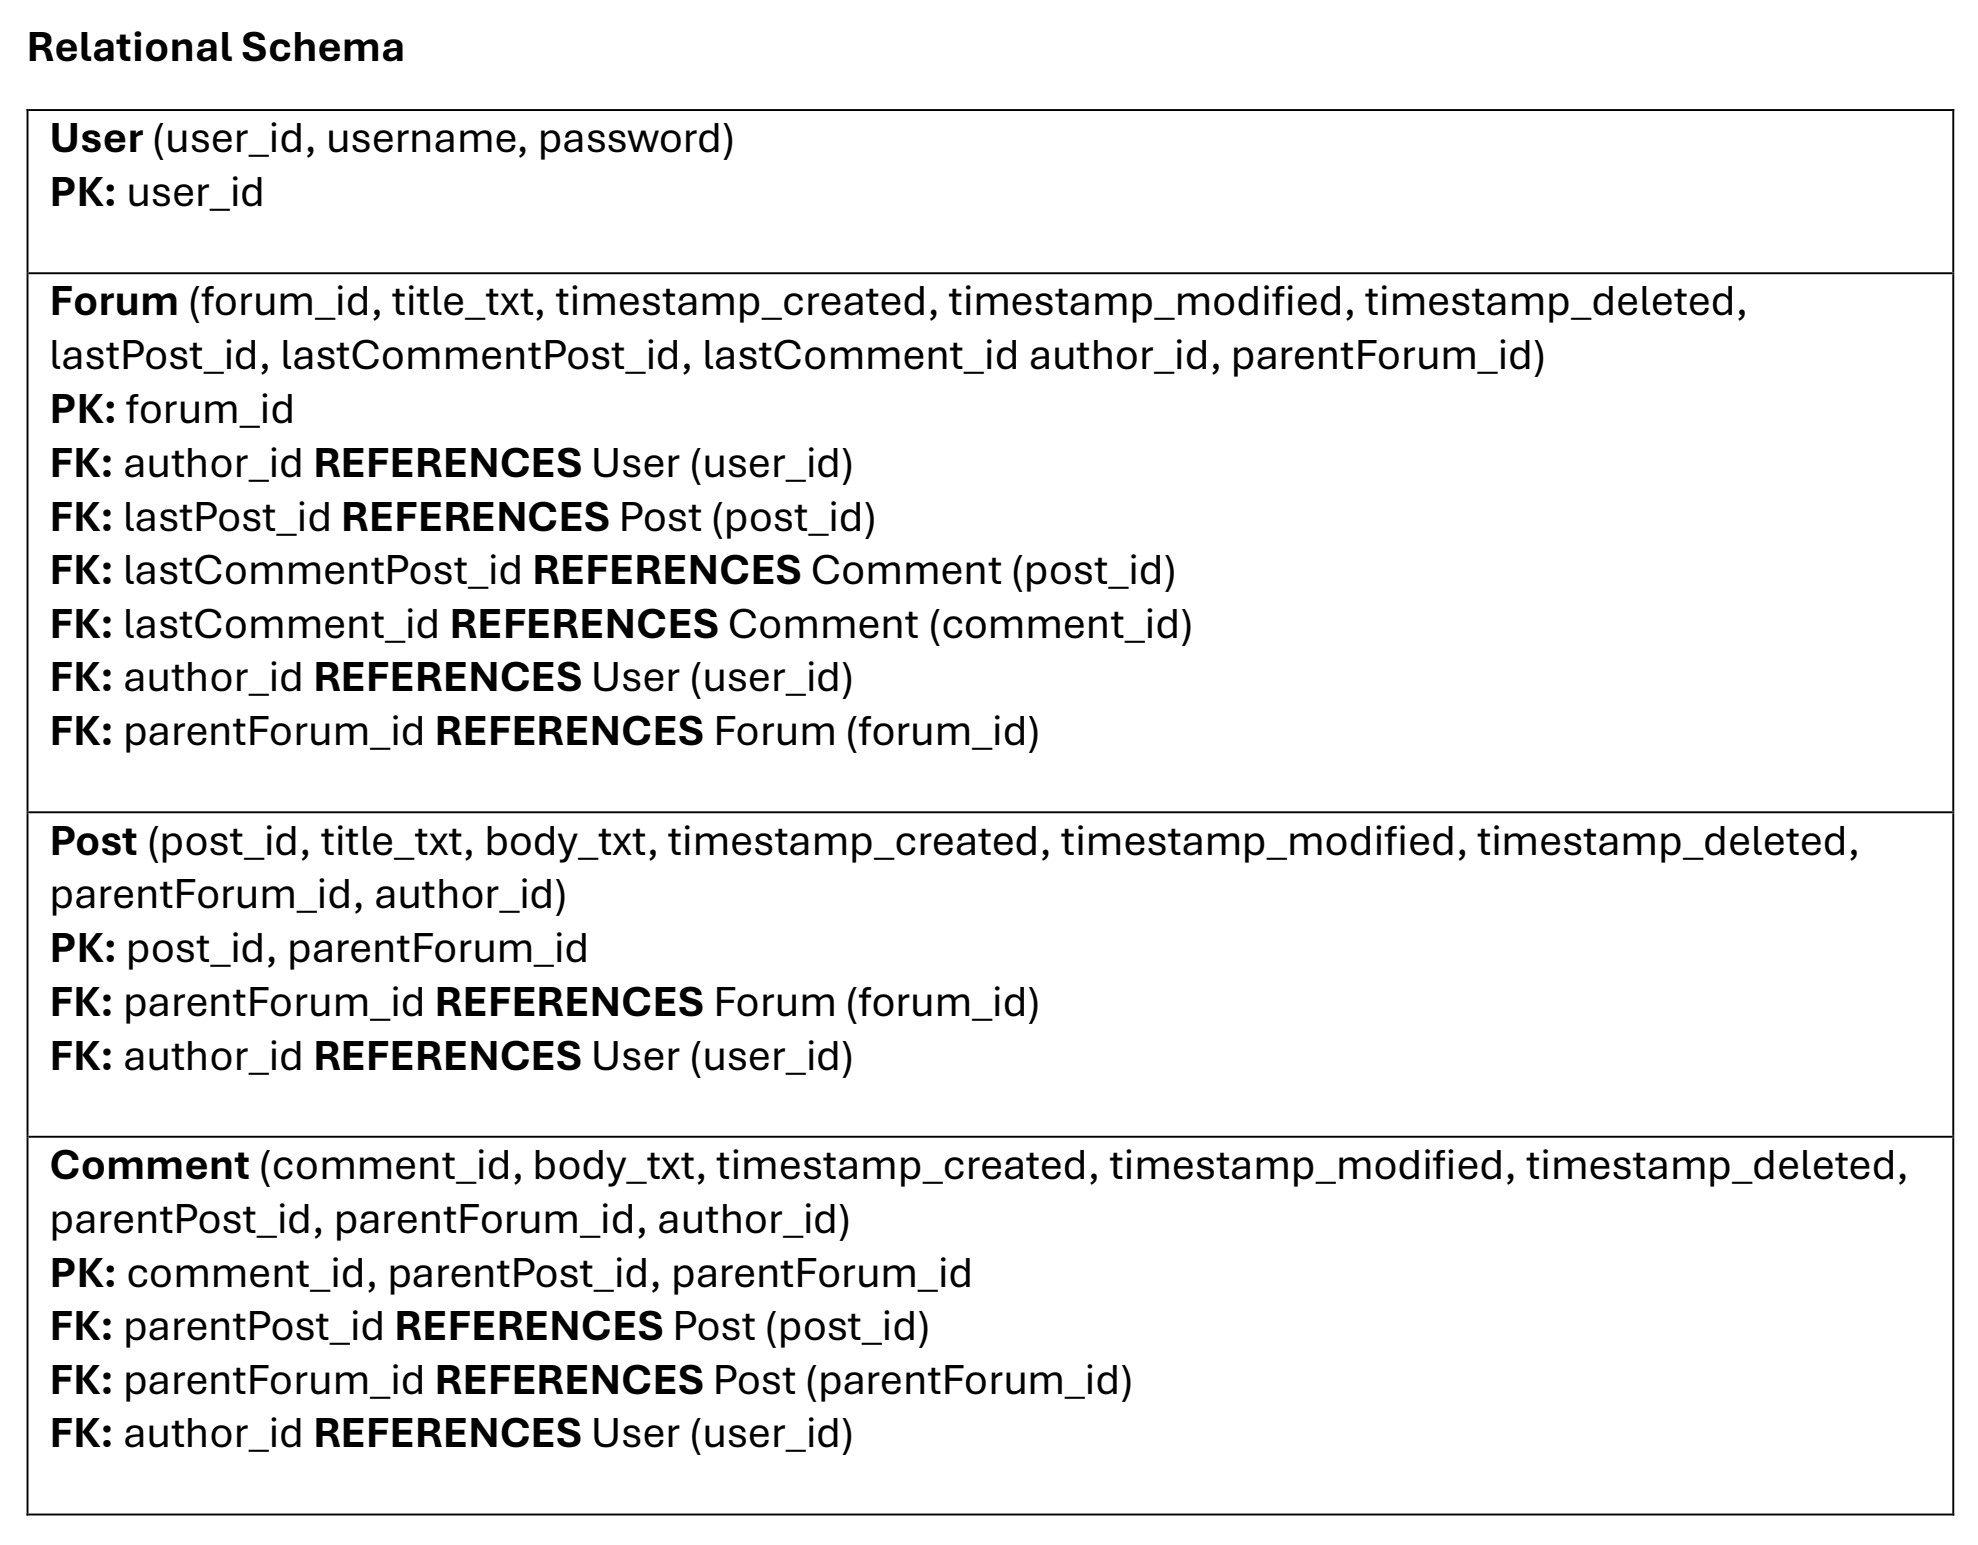 Relational Schema
User (user_id, username, password)
PK: user_id
Forum (forum_id, title_txt, timestamp_created, timestamp_modified, timestamp_deleted,
lastPost_id, lastCommentPost_id, lastComment_id author_id, parentForum_id)
PK: forum_id
FK: author_id REFERENCES User (user_id)
FK: lastPost_id REFERENCES Post (post_id)
FK: lastCommentPost_id REFERENCES Comment (post_id)
FK: lastComment_id REFERENCES Comment (comment_id)
FK: author_id REFERENCES User (user_id)
FK: parentForum_id REFERENCES Forum (forum_id)
Post (post_id, title_txt, body_txt, timestamp_created, timestamp_modified, timestamp_deleted,
parentForum_id, author_id)
PK: post_id, parentForum_id
FK: parentForum_id REFERENCES Forum (forum_id)
FK: author_id REFERENCES User (user_id)
Comment (comment_id, body_txt, timestamp_created, timestamp_modified, timestamp_deleted,
parentPost_id, parentForum_id, author_id)
PK: comment_id, parentPost_id, parentForum_id
FK: parentPost_id REFERENCES Post (post_id)
FK: parentForum_id REFERENCES Post (parentForum_id)
FK: author_id REFERENCES User (user_id)